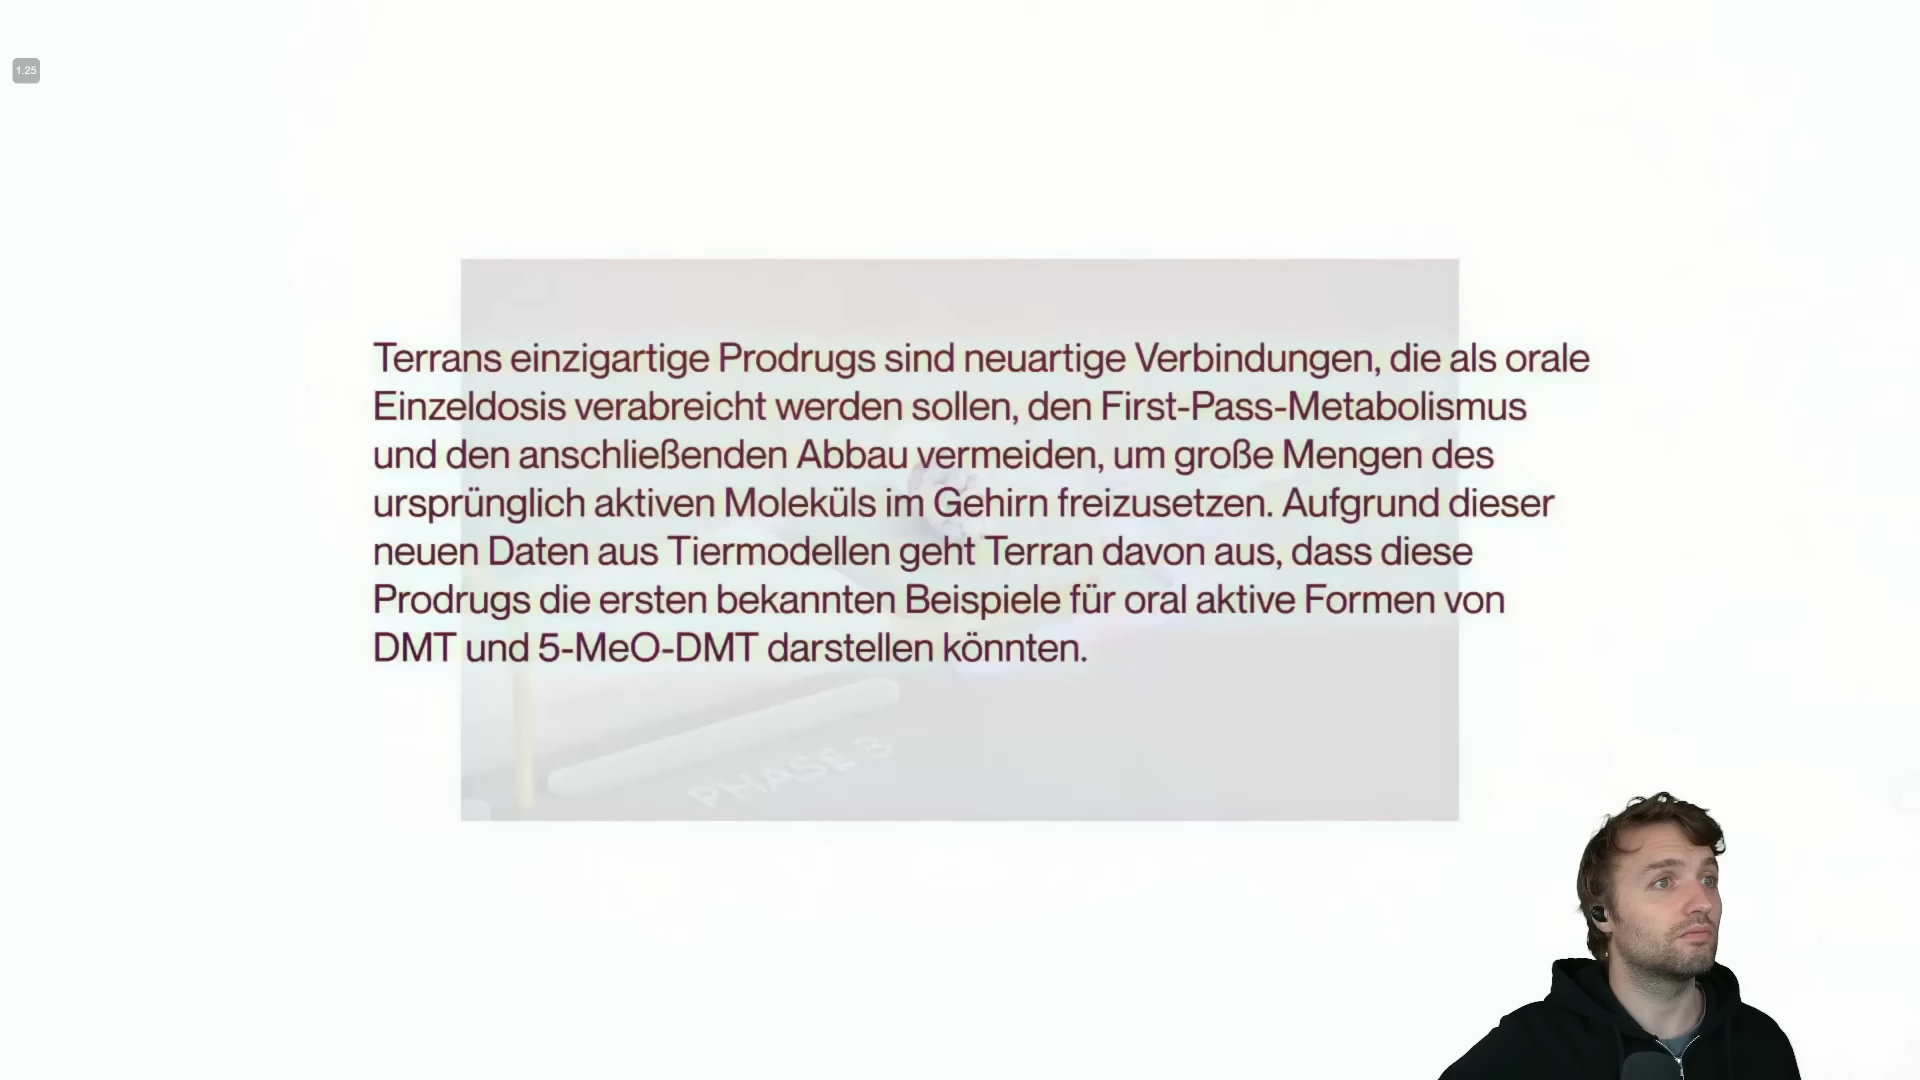 1.25
Terrans einzigartige Prodrugs sind neuartige Verbindungen, die als orale
Einzeldosis verabreicht werden sollen, den First-Pass-Metabolismus
und den anschließenden Abbau vermeiden, um große Mengen des
ursprünglich aktiven Moleküls im Gehirn freizusetzen. Aufgrund dieser
neuen Daten aus Tiermodellen geht Terran davon aus, dass diese
Prodrugs die ersten bekannten Beispiele für oral aktive Formen von
DMT und 5-MeO-DMT darstellen könnten.
PHASE 3